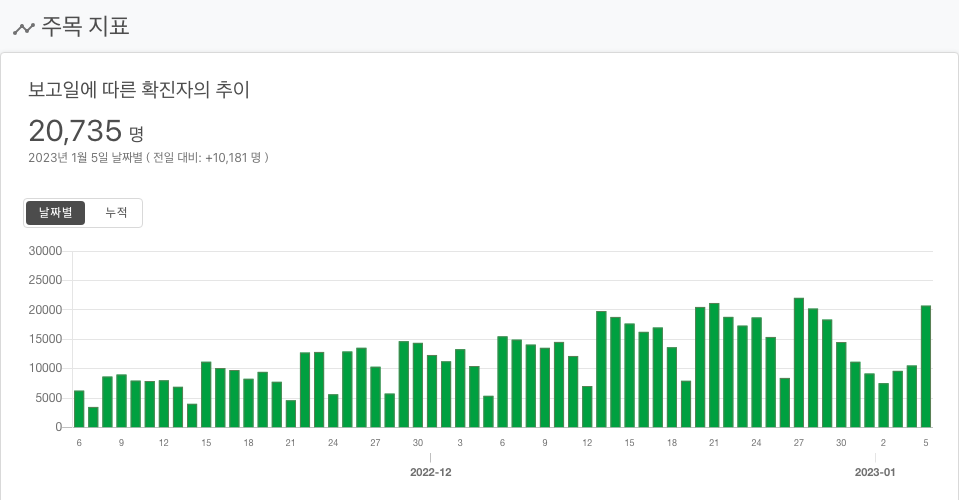 주목 지표
보고일에 따른 확진자의 추이
20,735 명
2023년 1월 5일 날짜별 ( 전일 대비: +10,181 명 )
날짜별 누적
30000
25000
20000
15000
10000
5000
0
6 9 12 15 18 21 24 27 30 3 6 9 12 15 18 21 24 27 30 2 5
2022-12 2023-01